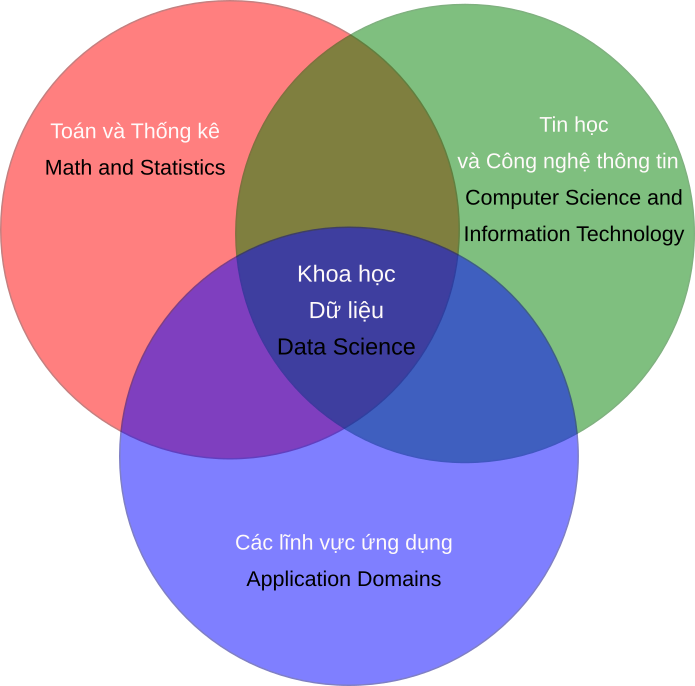 Toán và Thống kê
Math and Statistics
Tin học
và Công nghệ thông tin
Computer Science and
Information Technology
Khoa học
Dữ liệu
Data Science
Các lĩnh vực ứng dụng
Application Domains